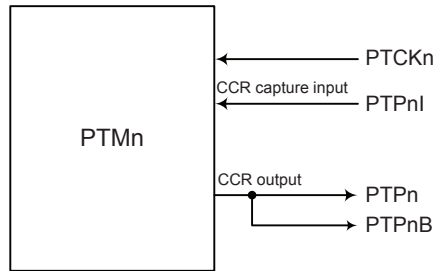 PTMn
PTCKn
CCR capture input
PTPnI
CCR output
PTPn
PTPnB